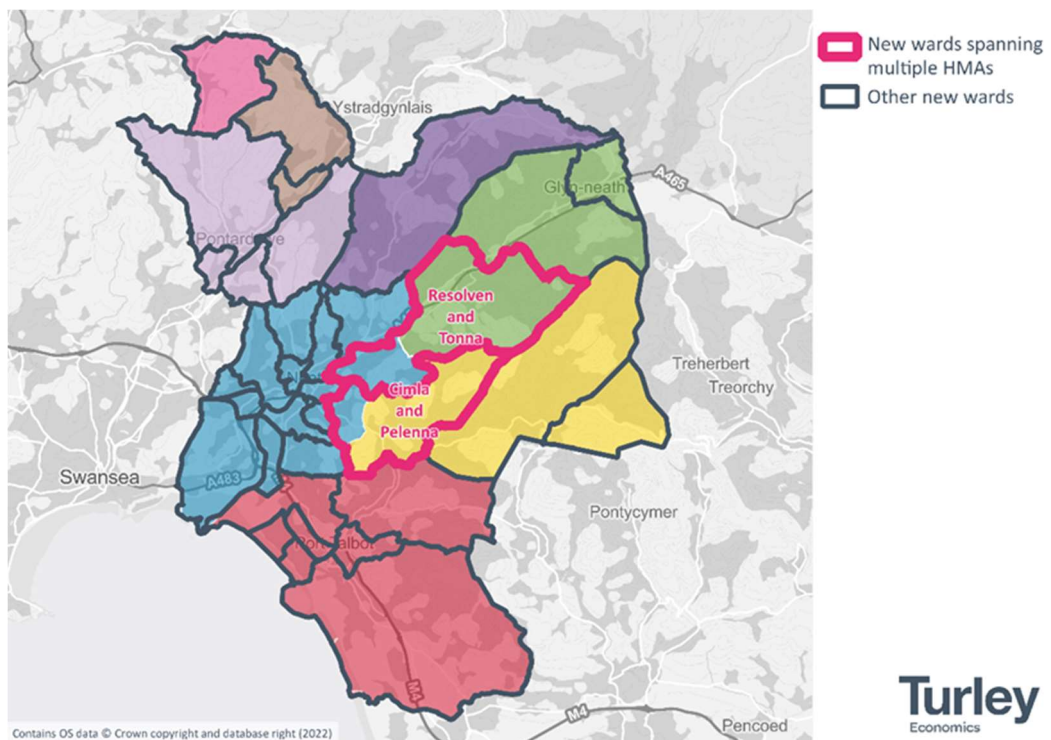 New wards spanning
multiple HMAs
Other new wards
Ystradgynlais
Glyn-neath
A465
Pontardawe
Resolven
and
Tonna
Cimla
and
Pelenna
Treherbert
Treorchy
Swansea
A483
Pontycymer
Port Talbot
M4
M4
Pencoed
Contains OS data © Crown copyright and database right (2022)
Turley
Economics